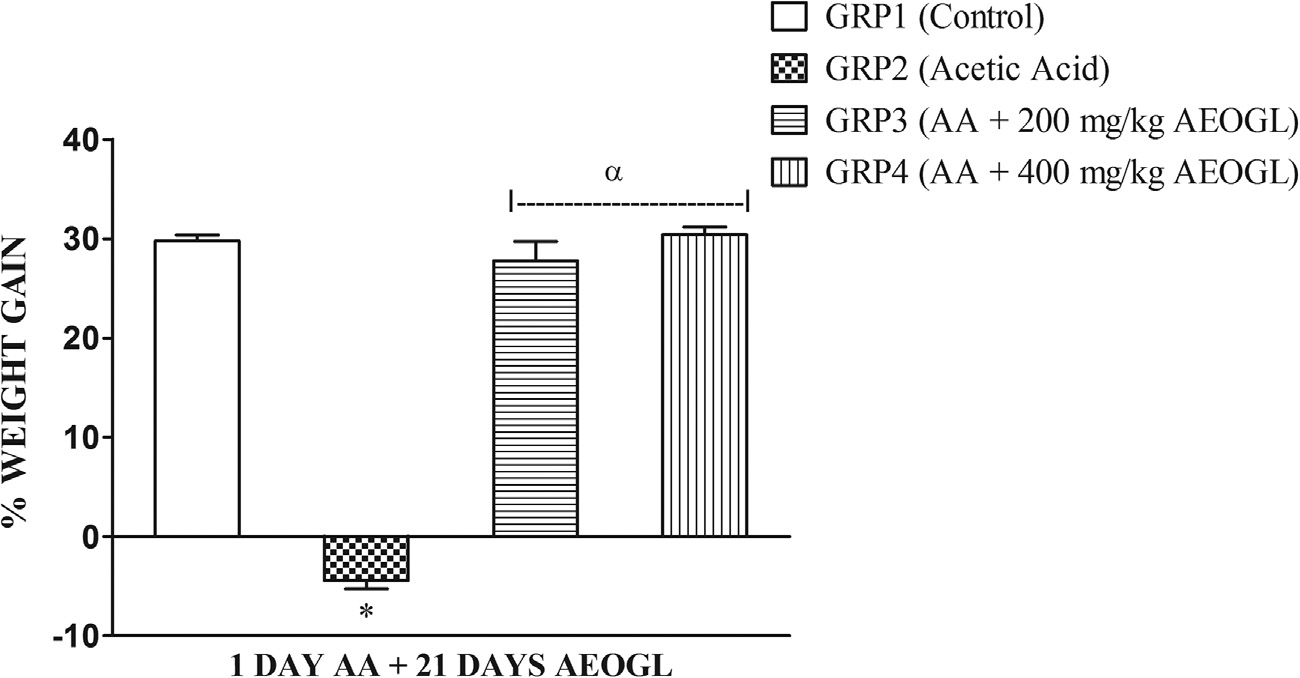 GRP1 (Control)
GRP2 (Acetic Acid)
GRP3 (AA + 200 mg/kg AEOGL)
GRP4 (AA + 400 mg/kg AEOGL)
40
α
30
20
10
0
*
-10
% WEIGHT GAIN
1 DAY AA + 21 DAYS AEOGL